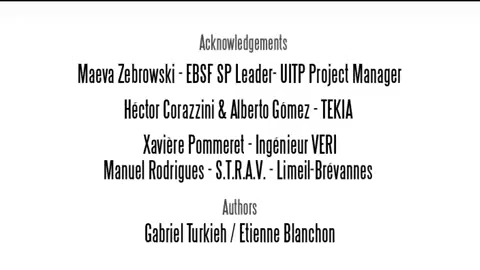 Acknowledgements
Maeva Zebrowski - EBSF SP Leader- UITP Project Manager
Héctor Corazzini & Alberto Gómez - TEKIA
Xavière Pommeret - Ingénieur VERI
Manuel Rodrigues - S.T.R.A.V. - Limeil-Brévannes
Authors
Gabriel Turkieh / Etienne Blanchon